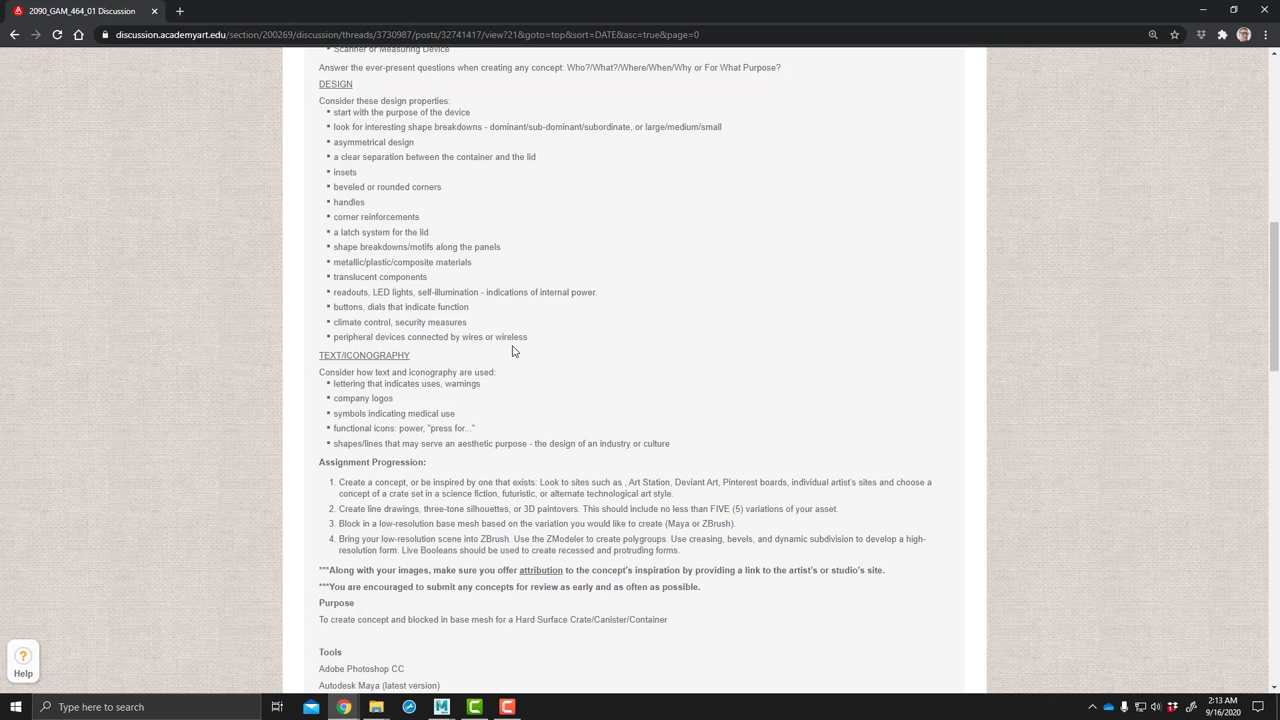 2090_GAM_464_01 Discussion
discussion.academyart.edu/section/200269/discussion/threads/3730987/posts/32741417/view?21&goto=top&sort=DATE&asc=true&page=0
Scanner or Measuring Device
Answer the ever-present questions when creating any concept: Who?/What?/Where/When/Why or For What Purpose?
DESIGN
Consider these design properties:
start with the purpose of the device
look for interesting shape breakdowns - dominant/sub-dominant/subordinate, or large/medium/small
asymmetrical design
a clear separation between the container and the lid
insets
beveled or rounded corners
handles
corner reinforcements
a latch system for the lid
shape breakdowns/motifs along the panels
metallic/plastic/composite materials
translucent components
readouts, LED lights, self-illumination - indications of internal power.
buttons, dials that indicate function
climate control, security measures
peripheral devices connected by wires or wireless
TEXT/ICONOGRAPHY
Consider how text and iconography are used:
lettering that indicates uses, warnings
company logos
symbols indicating medical use
functional icons: power, "press for..."
shapes/lines that may serve an aesthetic purpose - the design of an industry or culture
Assignment Progression:
1. Create a concept, or be inspired by one that exists: Look to sites such as , Art Station, Deviant Art, Pinterest boards, individual artist's sites and choose a
concept of a crate set in a science fiction, futuristic, or alternate technological art style.
2. Create line drawings, three-tone silhouettes, or 3D paintovers. This should include no less than FIVE (5) variations of your asset.
3. Block in a low-resolution base mesh based on the variation you would like to create (Maya or ZBrush).
4. Bring your low-resolution scene into ZBrush. Use the ZModeler to create polygroups. Use creasing, bevels, and dynamic subdivision to develop a high-
resolution form. Live Booleans should be used to create recessed and protruding forms.
***Along with your images, make sure you offer attribution to the concept's inspiration by providing a link to the artist's or studio's site.
***You are encouraged to submit any concepts for review as early and as often as possible.
Purpose
To create concept and blocked in base mesh for a Hard Surface Crate/Canister/Container
Tools
Adobe Photoshop CC
Autodesk Maya (latest version)
? Help
Type here to search
2:13 AM
9/16/2020